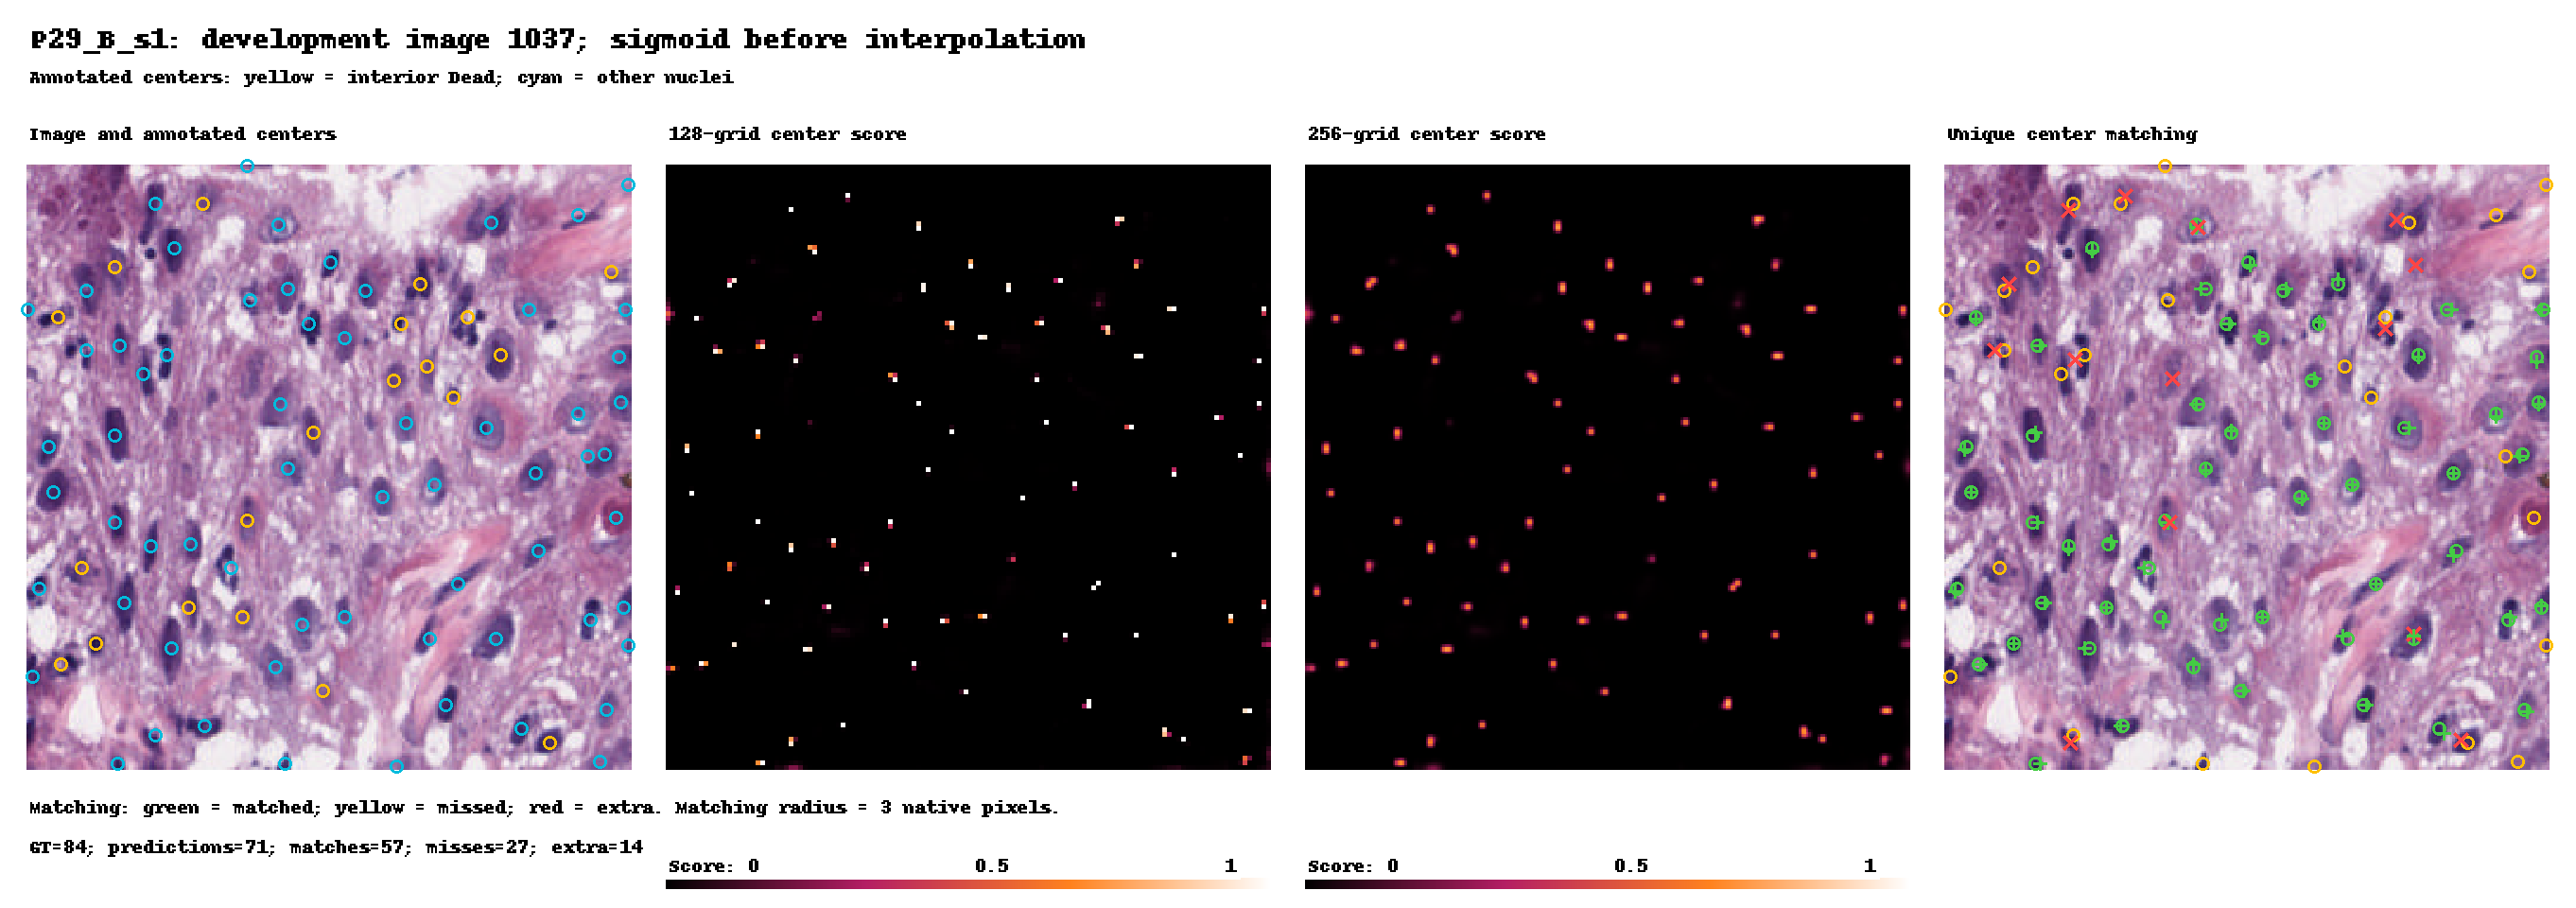 P29_B_s1: development image 1037; sigmoid before interpolation
Annotated centers: yellow = interior Dead; cyan = other nuclei
Image and annotated centers
128-grid center score
256-grid center score
Unique center matching
Matching: green = matched; yellow = missed; red = extra. Matching radius = 3 native pixels.
GT=84; predictions=71; matches=57; misses=27; extra=14
Score: 0 0.5 1
Score: 0 0.5 1